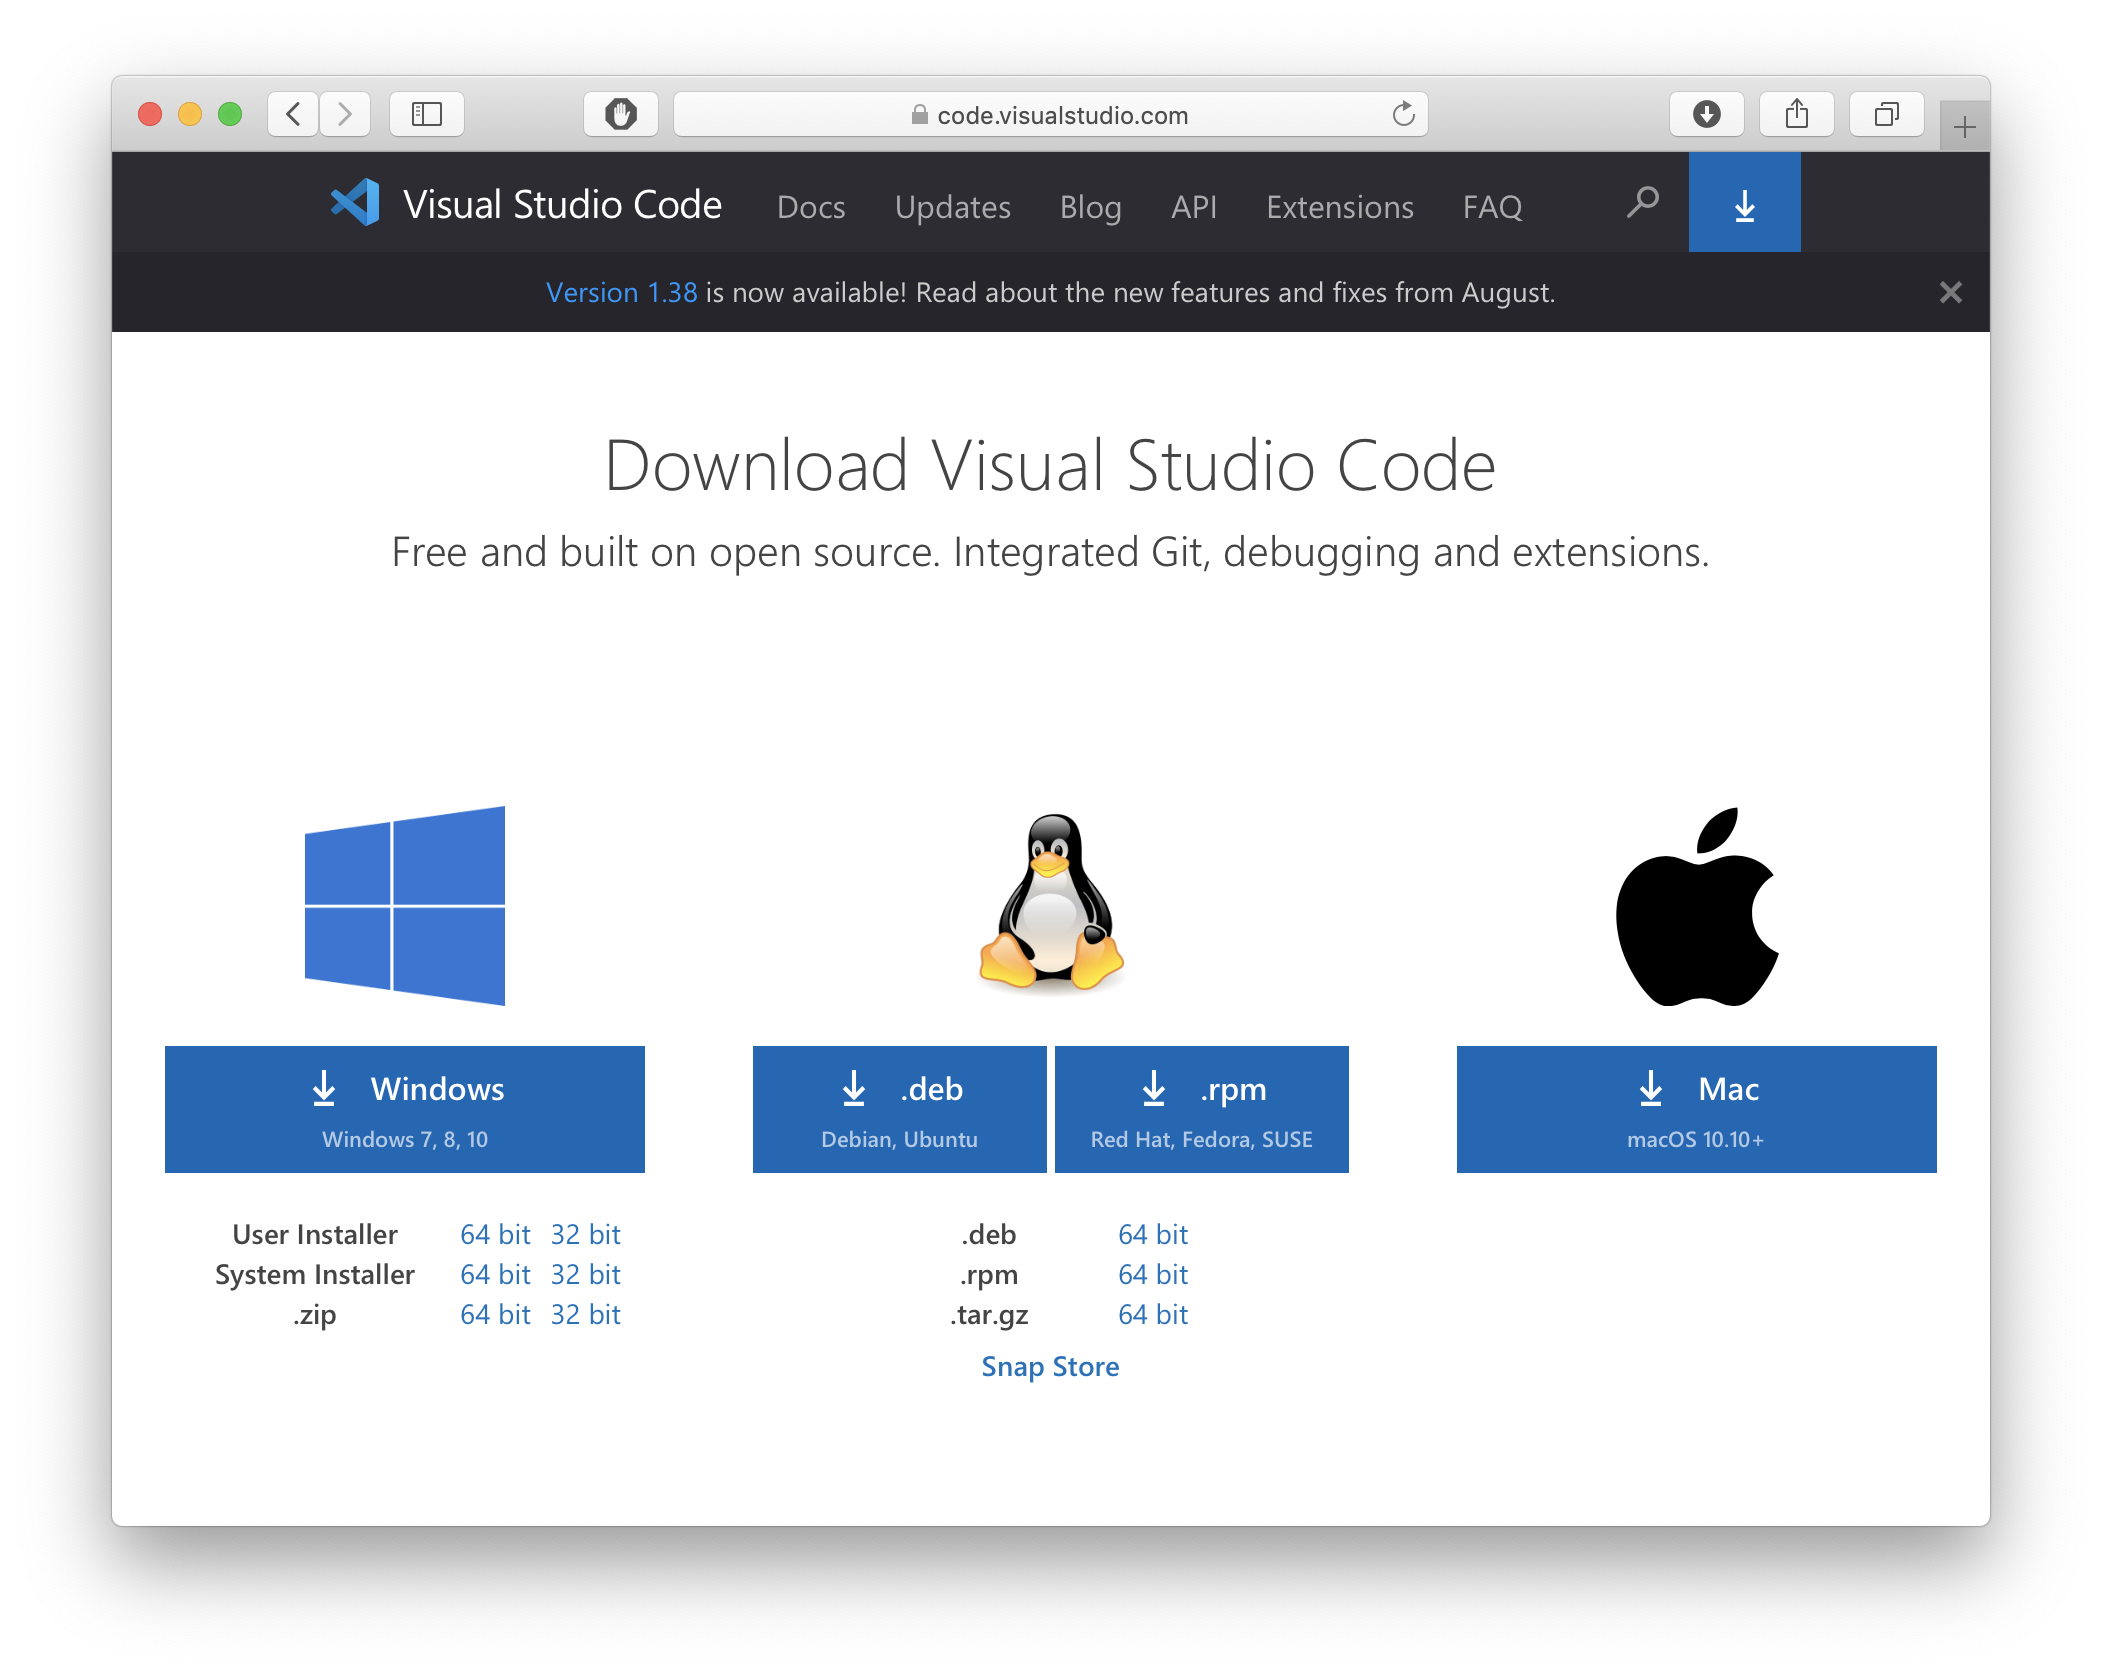 code.visualstudio.com
Visual Studio Code Docs Updates Blog API Extensions FAQ
Version 1.38 is now available! Read about the new features and fixes from August.
Download Visual Studio Code
Free and built on open source. Integrated Git, debugging and extensions.
Windows
Windows 7, 8, 10
User Installer 64 bit 32 bit
System Installer 64 bit 32 bit
.zip 64 bit 32 bit
.deb
Debian, Ubuntu
.rpm
Red Hat, Fedora, SUSE
.deb 64 bit
.rpm 64 bit
.tar.gz 64 bit
Snap Store
Mac
macOS 10.10+